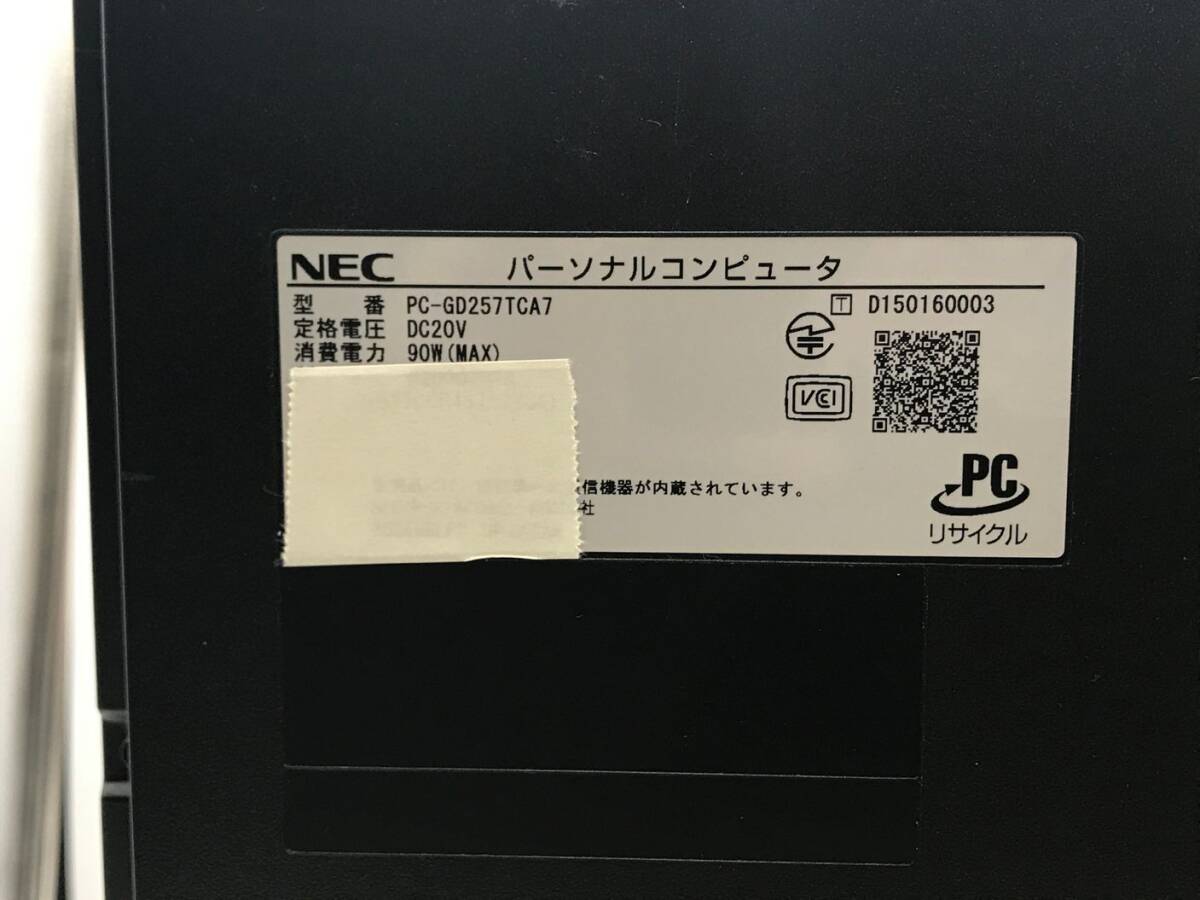 NEC パーソナルコンピュータ
型 番 PC-GD257TCA7
T D150160003
定格電圧 DC20V
消費電力 90W(MAX)
VCI
信機器が内蔵されています。
社
PC
リサイクル